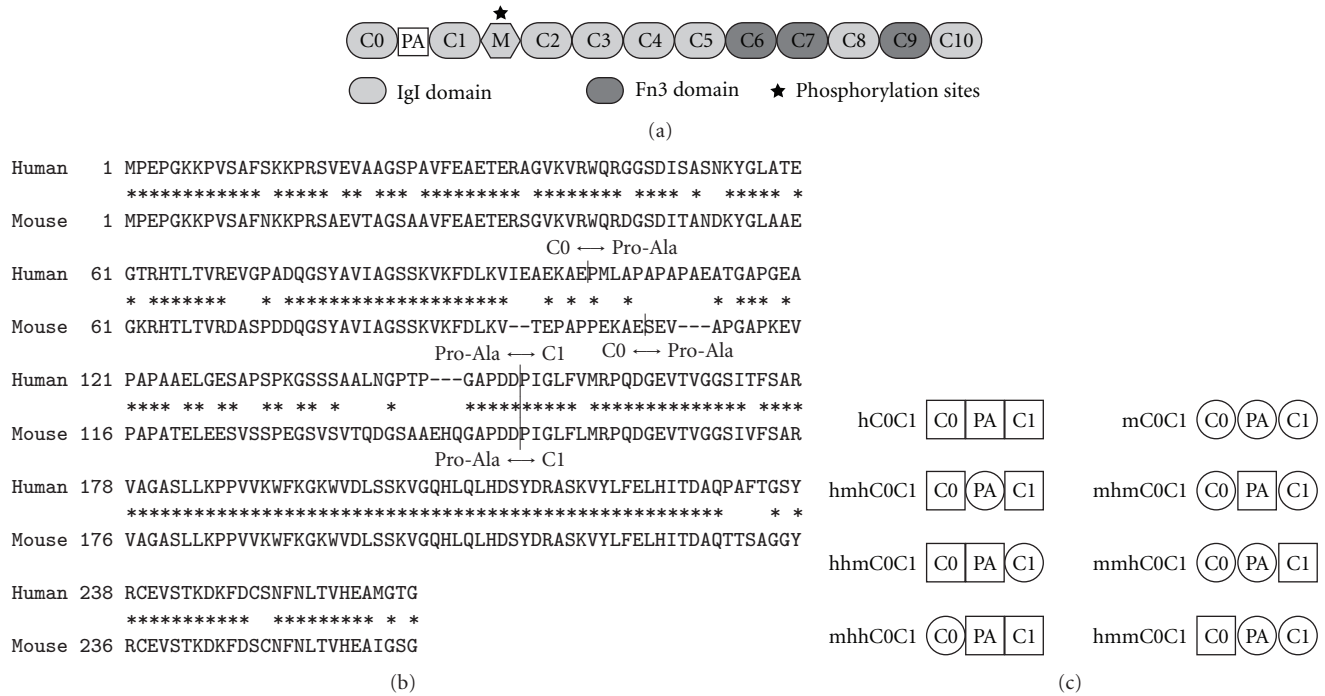 C0 PA C1 M C2 C3 C4 C5 C6 C7 C8 C9 C10
IgI domain Fn3 domain ★ Phosphorylation sites
(a)
Human 1 MPEPGKKPVSAFSKKPRSVEVAAGSPAVFEAETERAGVKVRWQRGGSDISASNKYGLATE
************ ***** ** *** ******** ******** **** * ***** *
Mouse 1 MPEPGKKPVSAFNKKPRSAEVTAGSAAVFEAETERSGVKVRWQRDGSDITANDKYGLAAE
C0 ⟷ Pro-Ala
Human 61 GTRHTLTVREVGPADQGSYAVIAGSSKVKFDLKVIEAEKAEPMLAPAPAPAEATGAPGEA
* ******* * ******************** * * * * * *** *
Mouse 61 GKRHTLTVRDASPDDQGSYAVIAGSSKVKFDLKV--TEPAPPEKAESEV---APGAPKEV
Pro-Ala ⟷ C1 C0 ⟷ Pro-Ala
Human 121 PAPAAELGESAPSPKGSSSAALNGPTP---GAPDDPIGLFVMRPQDGEVTVGGSITFSAR
**** ** ** ** ** * * ********* ************* ****
Mouse 116 PAPATELEESVSSPEGSVSVTQDGSAAEHQGAPDDPIGLFLMRPQDGEVTVGGSIVFSAR
Pro-Ala ⟷ C1
Human 178 VAGASLLKPPVVKWFKGKWVDLSSKVGQHLQLHDSYDRASKVYLFELHITDAQPAFTGSY
***************************************************** * *
Mouse 176 VAGASLLKPPVVKWFKGKWVDLSSKVGQHLQLHDSYDRASKVYLFELHITDAQTTSAGGY
Human 238 RCEVSTKDKFDCSNFNLTVHEAMGTG
*********** ********* * *
Mouse 236 RCEVSTKDKFDSCNFNLTVHEAIGSG
(b)
hC0C1 C0 PA C1 mC0C1 C0 PA C1
hmhC0C1 C0 PA C1 mhmC0C1 C0 PA C1
hhmC0C1 C0 PA C1 mmhC0C1 C0 PA C1
mhhC0C1 C0 PA C1 hmmC0C1 C0 PA C1
(c)